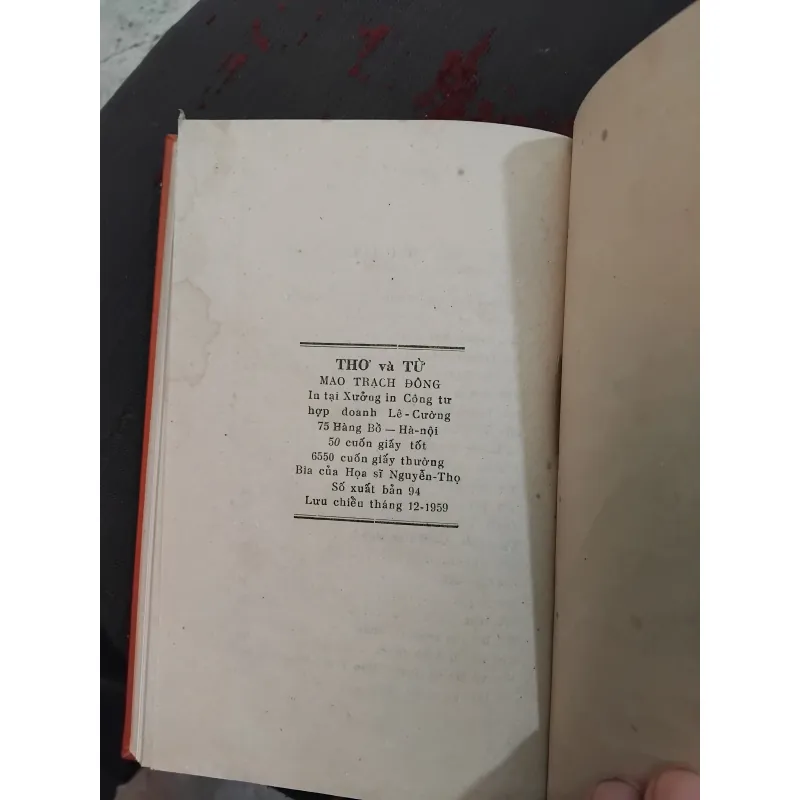 THƠ và TỪ
MAO TRẠCH ĐÔNG
In tại Xưởng in Công tư
hợp doanh Lê-Cường
75 Hàng Bồ — Hà-nội
50 cuốn giấy tốt
6550 cuốn giấy thường
Bìa của Họa sĩ Nguyễn-Thọ
Số xuất bản 94
Lưu chiểu tháng 12-1959